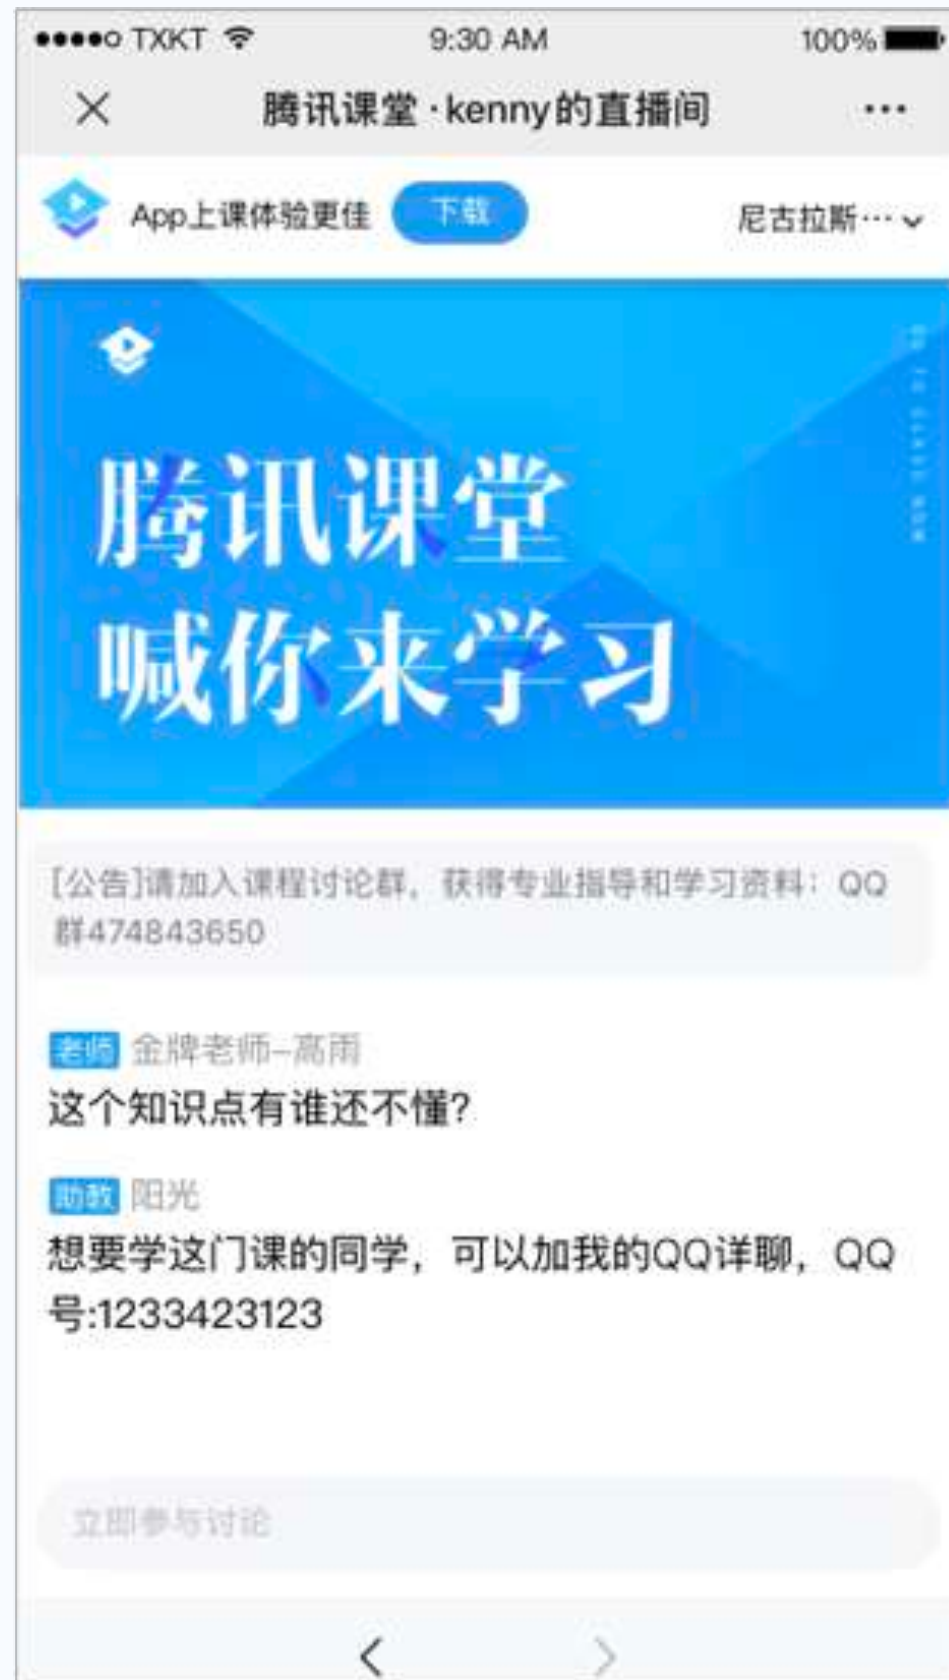 TXKT 9:30 AM 100%
腾讯课堂·kenny的直播间
App上课体验更佳 下载 尼古拉斯···
腾讯课堂
喊你来学习
[公告]请加入课程讨论群，获得专业指导和学习资料：QQ
群474843650
老师 金牌老师-高雨
这个知识点有谁还不懂?
助教 阳光
想要学这门课的同学，可以加我的QQ详聊，QQ
号:1233423123
立即参与讨论